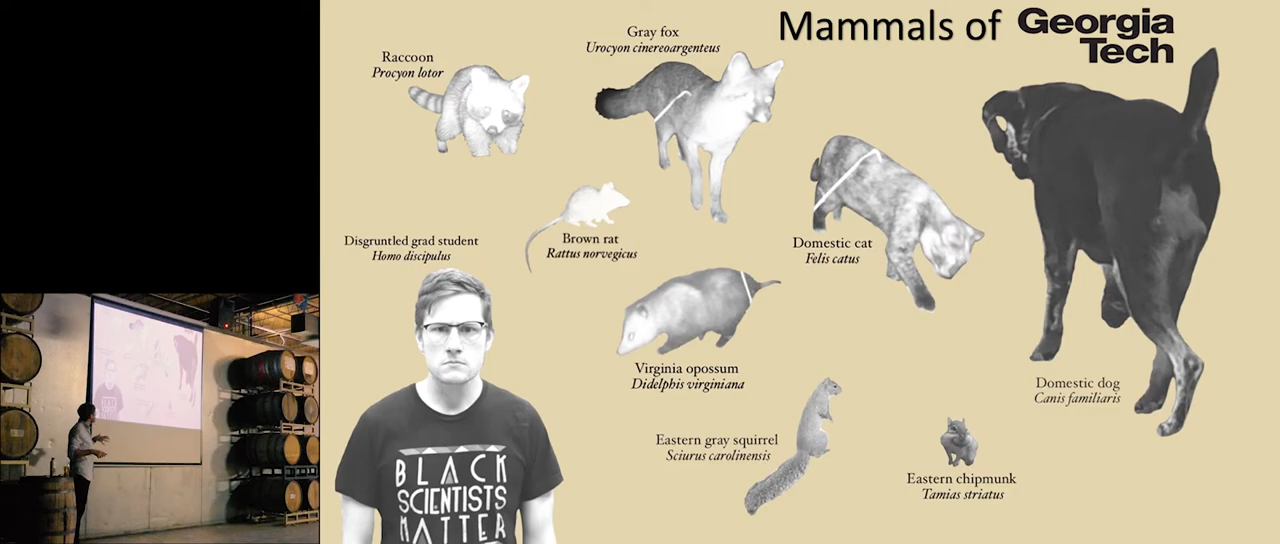 Mammals of Georgia
Tech
Raccoon
Procyon lotor
Gray fox
Urocyon cinereoargenteus
Disgruntled grad student
Homo discipulus
Brown rat
Rattus norvegicus
Domestic cat
Felis catus
Virginia opossum
Didelphis virginiana
Domestic dog
Canis familiaris
Eastern gray squirrel
Sciurus carolinensis
Eastern chipmunk
Tamias striatus
BLACK
SCIENTISTS
MATTER